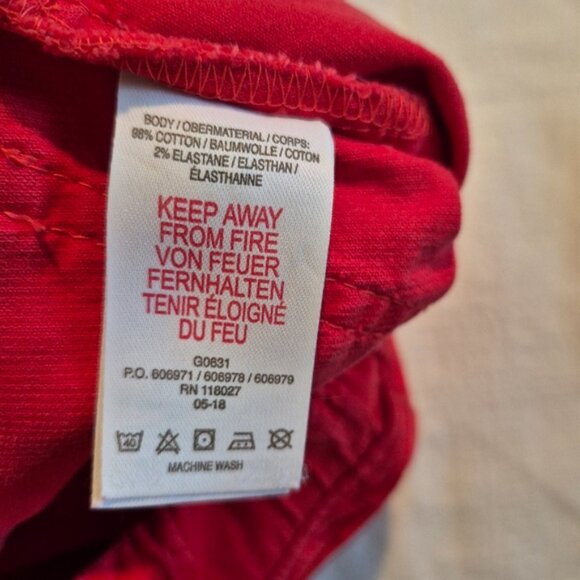 BODY / OBERMATERIAL / CORPS:
98% COTTON / BAUMWOLLE / COTON
2% ELASTANE / ELASTHAN /
ÉLASTHANNE
KEEP AWAY
FROM FIRE
VON FEUER
FERNHALTEN
TENIR ÉLOIGNÉ
DU FEU
G0631
P.O. 606971 / 606978 / 606979
RN 118027
05-18
40
MACHINE WASH